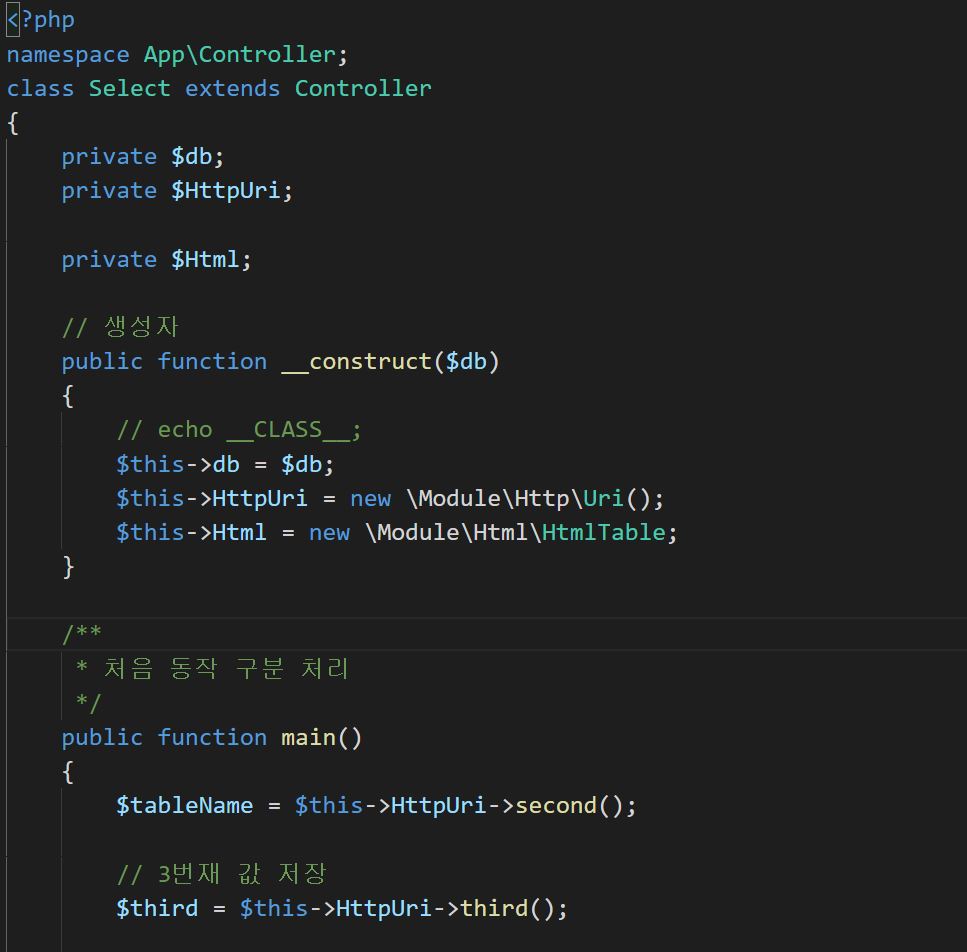 <?php
namespace App\Controller;
class Select extends Controller
{
    private $db;
    private $HttpUri;

    private $Html;

    // 생성자
    public function __construct($db)
    {
        // echo __CLASS__;
        $this->db = $db;
        $this->HttpUri = new \Module\Http\Uri();
        $this->Html = new \Module\Html\HtmlTable;
    }

    /**
     * 처음 동작 구분 처리
     */
    public function main()
    {
        $tableName = $this->HttpUri->second();

        // 3번재 값 저장
        $third = $this->HttpUri->third();